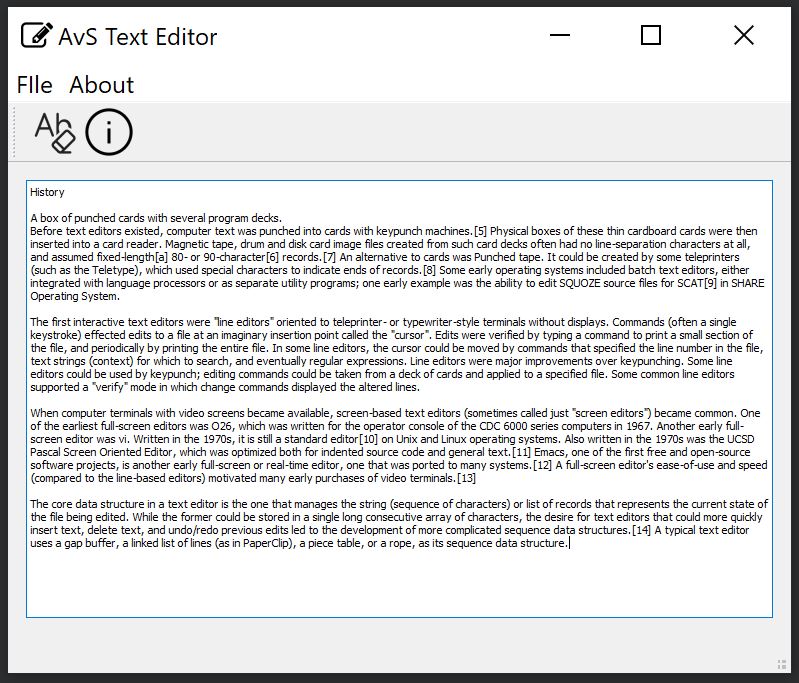 AvS Text Editor
FIle About
Ab
i
History
A box of punched cards with several program decks.
Before text editors existed, computer text was punched into cards with keypunch machines.[5] Physical boxes of these thin cardboard cards were then
inserted into a card reader. Magnetic tape, drum and disk card image files created from such card decks often had no line-separation characters at all,
and assumed fixed-length[a] 80- or 90-character[6] records.[7] An alternative to cards was Punched tape. It could be created by some teleprinters
(such as the Teletype), which used special characters to indicate ends of records.[8] Some early operating systems included batch text editors, either
integrated with language processors or as separate utility programs; one early example was the ability to edit SQUOZE source files for SCAT[9] in SHARE
Operating System.
The first interactive text editors were "line editors" oriented to teleprinter- or typewriter-style terminals without displays. Commands (often a single
keystroke) effected edits to a file at an imaginary insertion point called the "cursor". Edits were verified by typing a command to print a small section of
the file, and periodically by printing the entire file. In some line editors, the cursor could be moved by commands that specified the line number in the file,
text strings (context) for which to search, and eventually regular expressions. Line editors were major improvements over keypunching. Some line
editors could be used by keypunch; editing commands could be taken from a deck of cards and applied to a specified file. Some common line editors
supported a "verify" mode in which change commands displayed the altered lines.
When computer terminals with video screens became available, screen-based text editors (sometimes called just "screen editors") became common. One
of the earliest full-screen editors was O26, which was written for the operator console of the CDC 6000 series computers in 1967. Another early full-
screen editor was vi. Written in the 1970s, it is still a standard editor[10] on Unix and Linux operating systems. Also written in the 1970s was the UCSD
Pascal Screen Oriented Editor, which was optimized both for indented source code and general text.[11] Emacs, one of the first free and open-source
software projects, is another early full-screen or real-time editor, one that was ported to many systems.[12] A full-screen editor's ease-of-use and speed
(compared to the line-based editors) motivated many early purchases of video terminals.[13]
The core data structure in a text editor is the one that manages the string (sequence of characters) or list of records that represents the current state of
the file being edited. While the former could be stored in a single long consecutive array of characters, the desire for text editors that could more quickly
insert text, delete text, and undo/redo previous edits led to the development of more complicated sequence data structures.[14] A typical text editor
uses a gap buffer, a linked list of lines (as in PaperClip), a piece table, or a rope, as its sequence data structure.